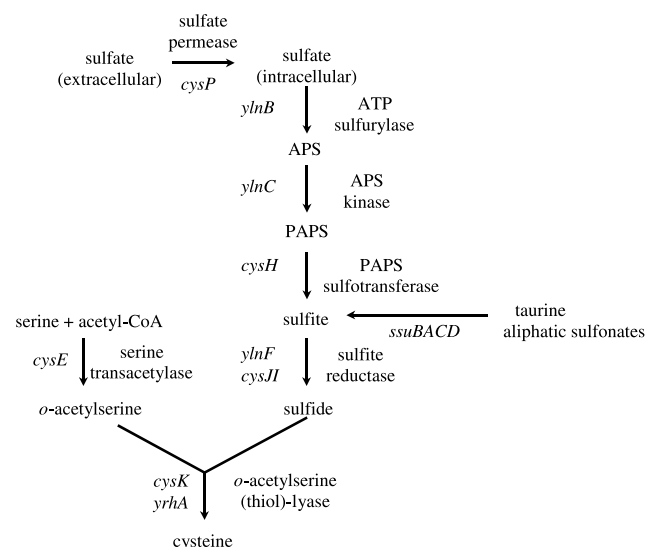 sulfate
permease
sulfate
(extracellular)
cysP
sulfate
(intracellular)
ylnB
ATP
sulfurylase
APS
ylnC
APS
kinase
PAPS
cysH
PAPS
sulfotransferase
serine + acetyl-CoA
sulfite
ssuBACD
taurine
aliphatic sulfonates
cysE
serine
transacetylase
ylnF
cysJI
sulfite
reductase
o-acetylserine
sulfide
cysK
yrhA
o-acetylserine
(thiol)-lyase
cysteine